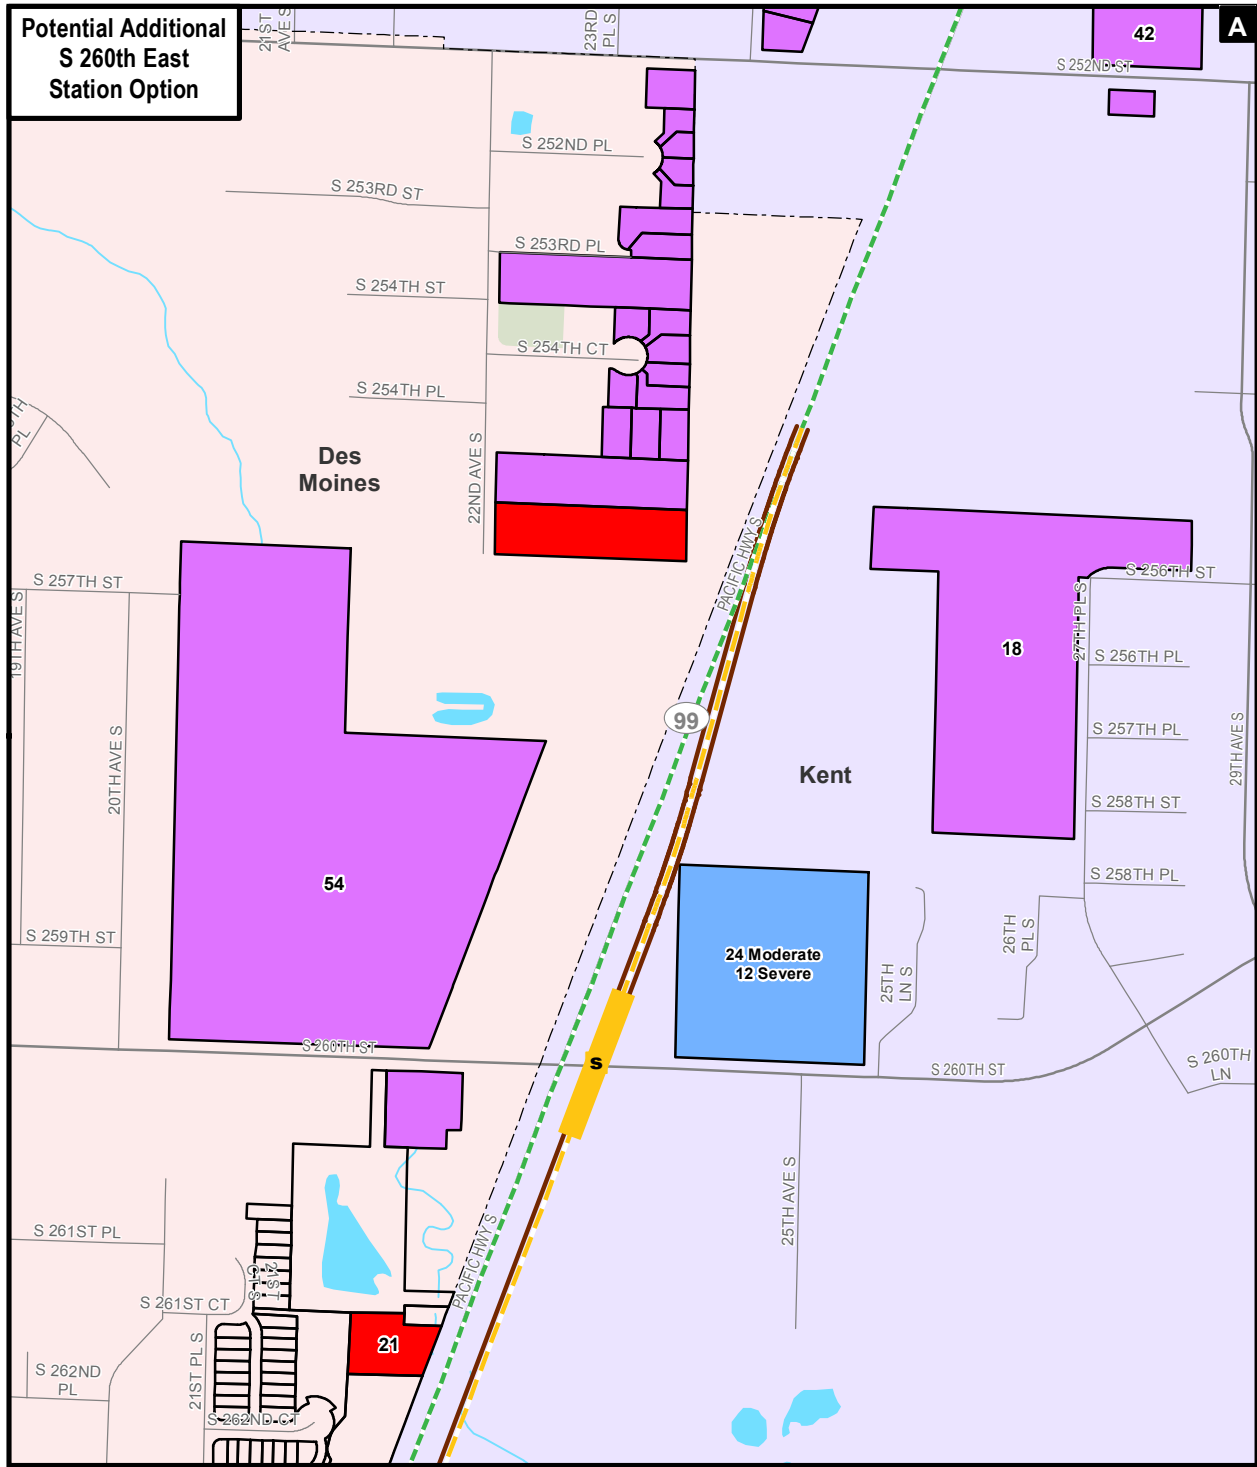 Potential Additional
S 260th East
Station Option
A
21ST
AVE S
23RD
PL S
42
S 252ND ST
S 252ND PL
S 253RD ST
S 253RD PL
S 254TH ST
S 254TH CT
S 254TH PL
PL
Des
Moines
22ND AVE S
PACIFIC HWY S
S 257TH ST
19TH AVE S
20TH AVE S
S 256TH ST
27TH PL S
18
S 256TH PL
99
S 257TH PL
29TH AVE S
Kent
S 258TH ST
S 258TH PL
54
S 259TH ST
24 Moderate
12 Severe
25TH
LN S
26TH
PL S
S 260TH ST
S
S 260TH ST
S 260TH
LN
25TH AVE S
S 261ST PL
21ST
CT S
PACIFIC HWY S
S 261ST CT
21
21ST PL S
S 262ND
PL
S 262ND CT